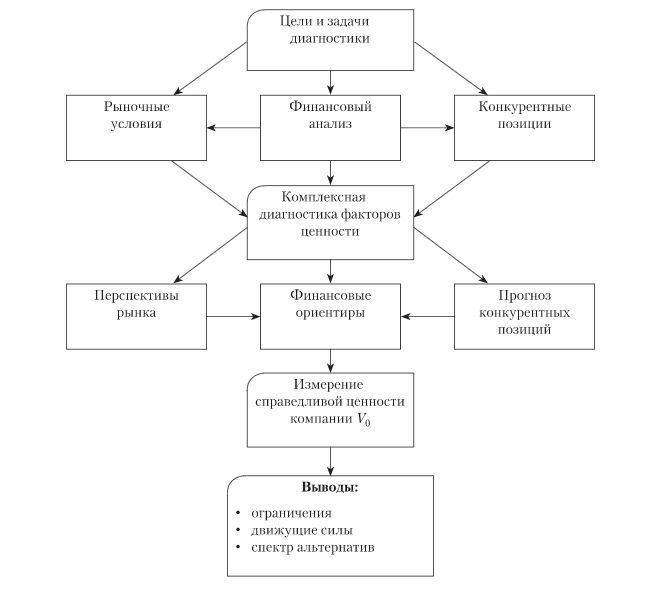 Цели и задачи
диагностики
Рыночные
условия
Финансовый
анализ
Конкурентные
позиции
Комплексная
диагностика факторов
ценности
Перспективы
рынка
Финансовые
ориентиры
Прогноз
конкурентных
позиций
Измерение
справедливой ценности
компании V₀
Выводы:
• ограничения
• движущие силы
• спектр альтернатив